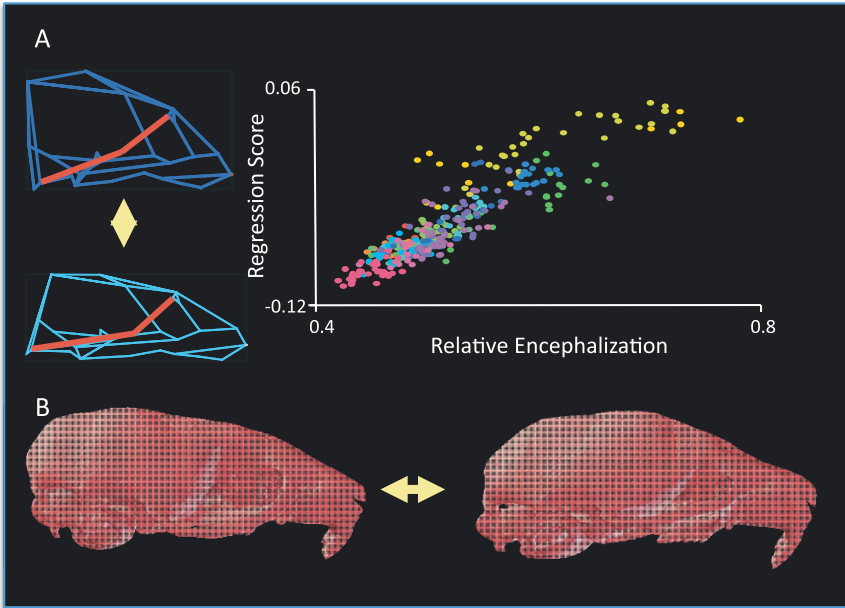 A
0.06
Regression Score
-0.12
0.4
0.8
Relative Encephalization
B